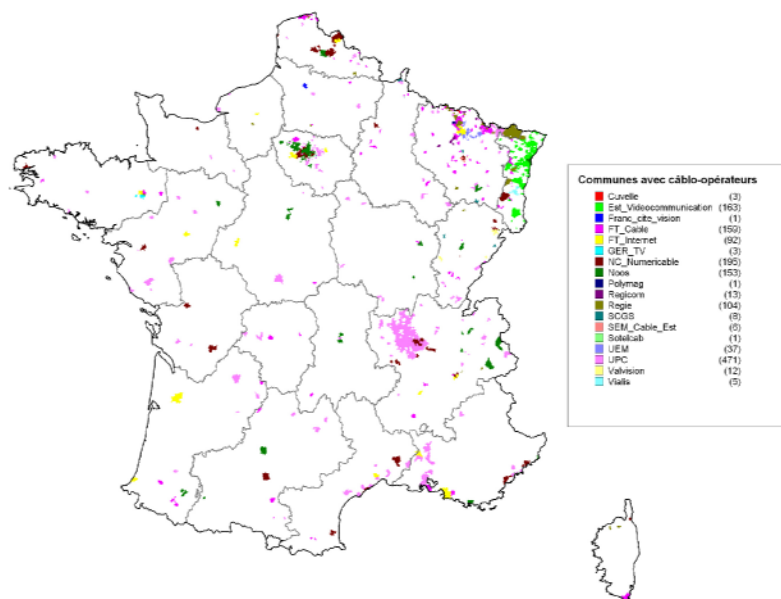 Communes avec câblo-opérateurs
Cuvelle (3)
Est_Videocommunication (163)
Franc_cite_vision (1)
FT_Cable (159)
FT_Internet (92)
GER_TV (3)
NC_Numericable (195)
Noos (153)
Polymag (1)
Regicom (13)
Regie (104)
SCGS (8)
SEM_Cable_Est (6)
Sotelcab (1)
UEM (37)
UPC (471)
Valvision (12)
Vialis (5)